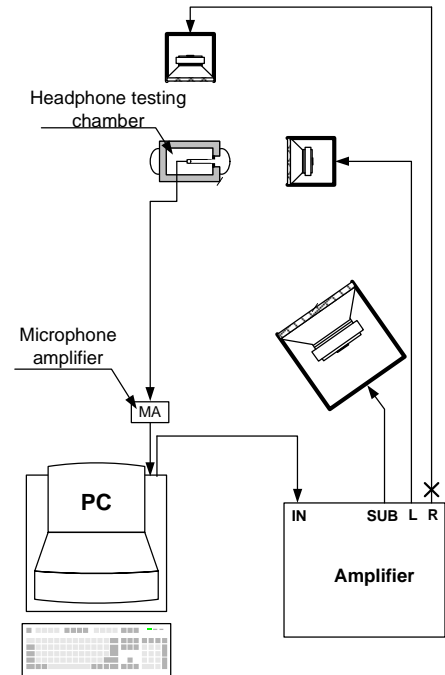 Headphone testing
chamber
Microphone
amplifier
MA
PC
IN SUB L R
Amplifier